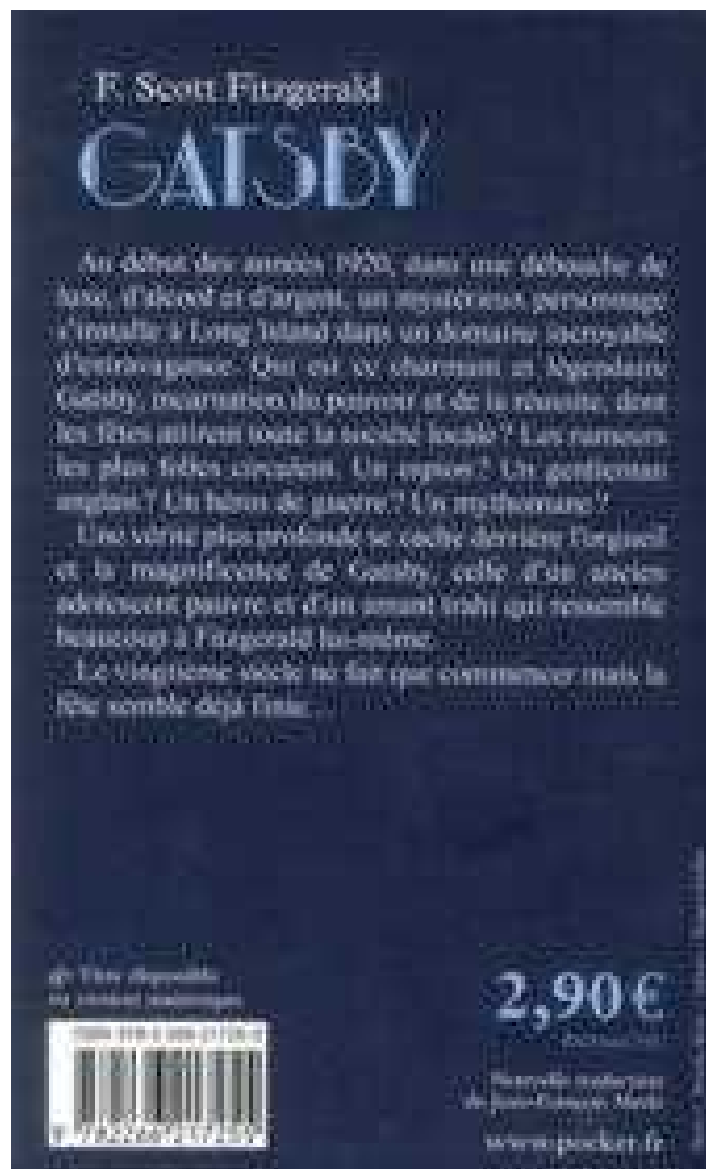 F. Scott Fitzgerald
GATSBY
Au début des années 1920, dans une débauche de
luxe, d'alcool et d'argent, un mystérieux personnage
s'installe à Long Island dans un domaine incroyable
d'extravagance. Qui est ce charmant et légendaire
Gatsby, incarnation du pouvoir et de la réussite, dont
les fêtes attirent toute la société locale ? Les rumeurs
les plus folles circulent. Un espion ? Un gentleman
anglais ? Un héros de guerre ? Un mythomane ?
Une vérité plus profonde se cache derrière l'orgueil
et la magnificence de Gatsby, celle d'un ancien
adolescent pauvre et d'un amant trahi qui ressemble
beaucoup à Fitzgerald lui-même.
Le vingtième siècle ne fait que commencer mais la
fête semble déjà finie...
Titre disponible
en version numérique
2,90 €
Nouvelle traduction
de Jean-François Merle
www.pocket.fr